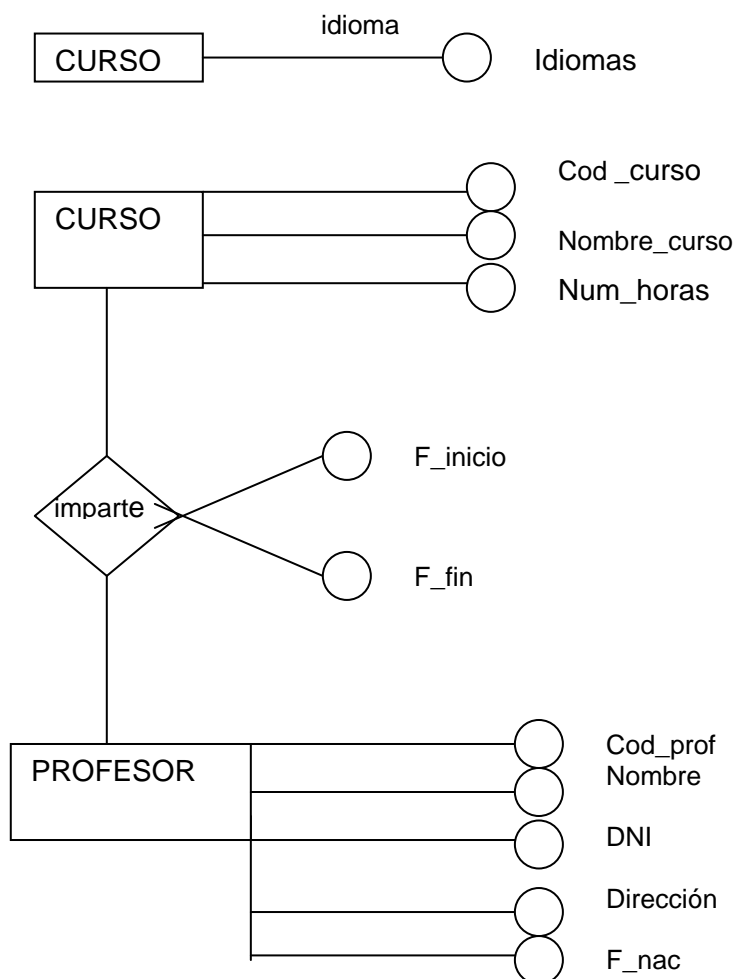 idioma
CURSO
Idiomas
Cod _curso
CURSO
Nombre_curso
Num_horas
F_inicio
imparte
F_fin
Cod_prof
PROFESOR
Nombre
DNI
Dirección
F_nac